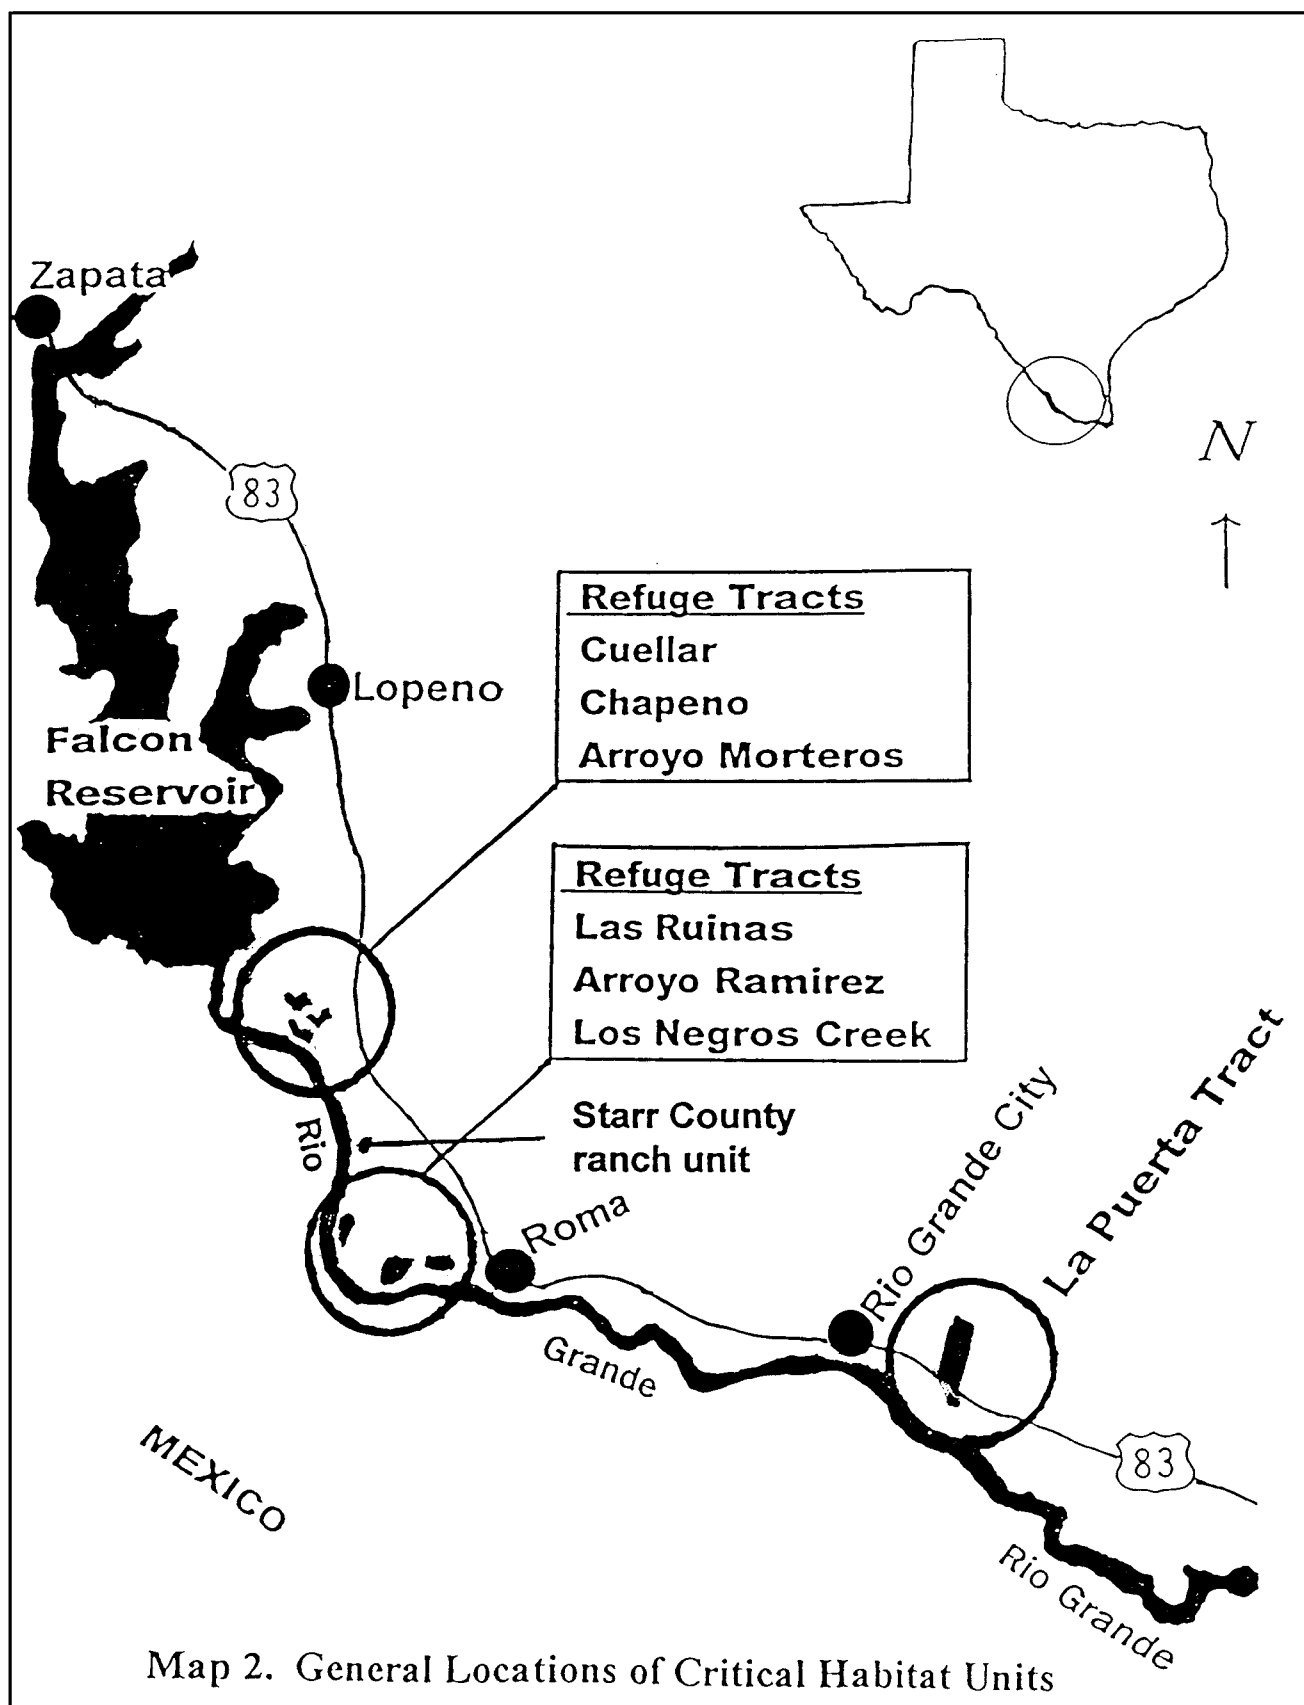 Zapata
83
N
Refuge Tracts
Cuellar
Chapeno
Arroyo Morteros
Lopeno
Falcon
Reservoir
Refuge Tracts
Las Ruinas
Arroyo Ramirez
Los Negros Creek
Starr County
ranch unit
Rio
Roma
Rio Grande City
La Puerta Tract
Grande
83
MEXICO
Rio Grande
Map 2. General Locations of Critical Habitat Units